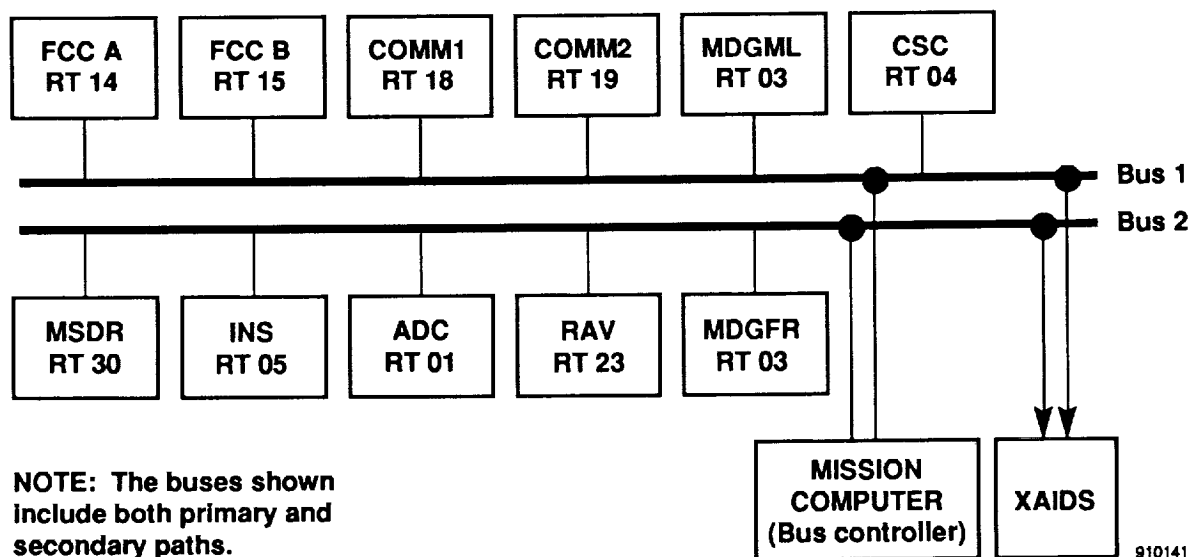 FCC A
RT 14
FCC B
RT 15
COMM1
RT 18
COMM2
RT 19
MDGML
RT 03
CSC
RT 04
Bus 1
Bus 2
MSDR
RT 30
INS
RT 05
ADC
RT 01
RAV
RT 23
MDGFR
RT 03
NOTE: The buses shown
include both primary and
secondary paths.
MISSION
COMPUTER
(Bus controller)
XAIDS
910141